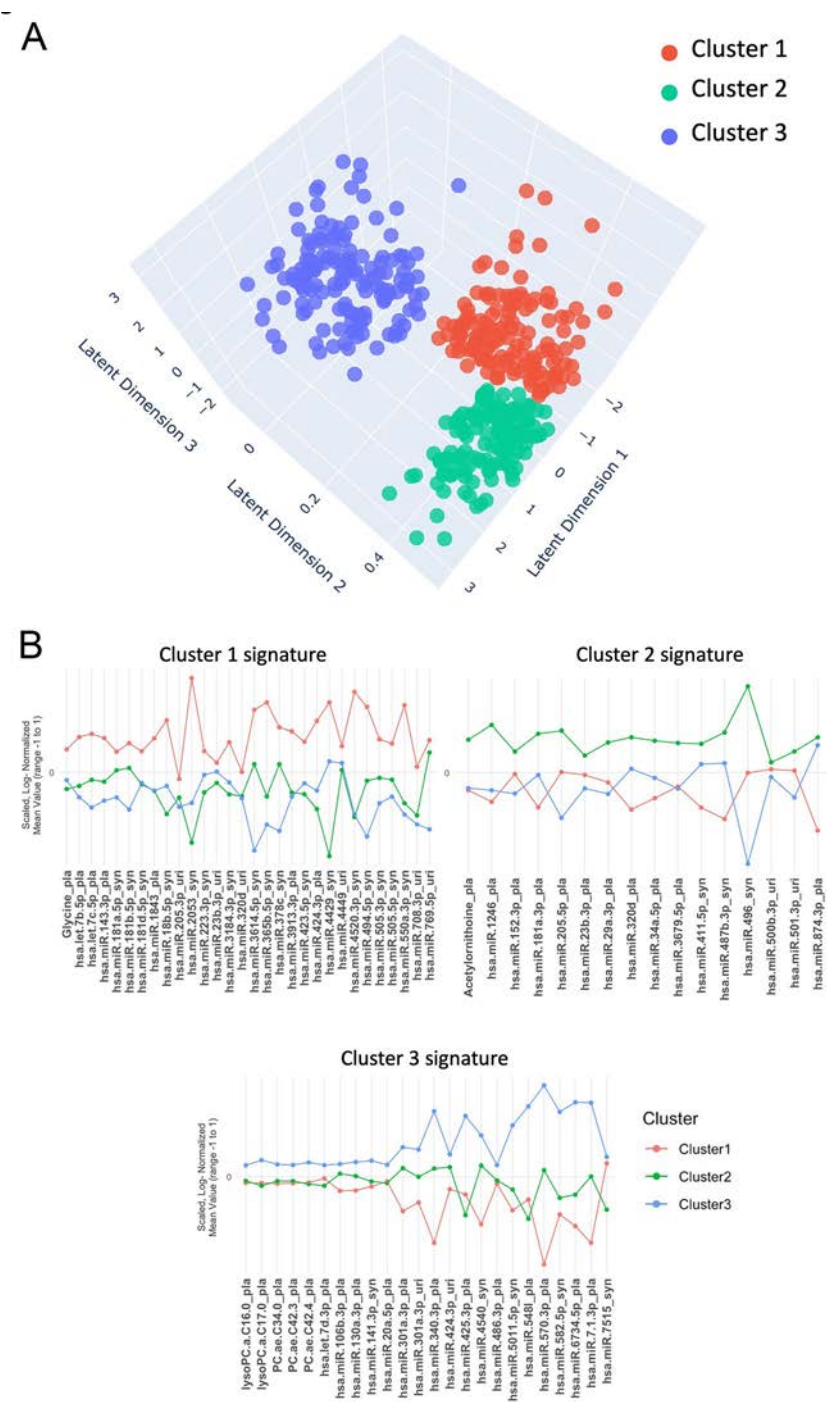 A
Cluster 1
Cluster 2
Cluster 3
3
2
1
0
−1
−2
Latent Dimension 3
0
0.2
0.4
Latent Dimension 2
−2
−1
0
1
2
3
Latent Dimension 1
B
Cluster 1 signature
Scaled, Log- Normalized
Mean Value (range -1 to 1)
0
Glycine_pla
hsa.let.7b.5p_pla
hsa.let.7c.5p_pla
hsa.miR.143.3p_pla
hsa.miR.181a.5p_syn
hsa.miR.181b.5p_syn
hsa.miR.181d.5p_syn
hsa.miR.1843_pla
hsa.miR.18b.5p_syn
hsa.miR.205.3p_uri
hsa.miR.2053_syn
hsa.miR.223.3p_syn
hsa.miR.23b.3p_uri
hsa.miR.3184.3p_syn
hsa.miR.320d_uri
hsa.miR.3614.5p_syn
hsa.miR.365b.5p_syn
hsa.miR.378c_syn
hsa.miR.3913.3p_pla
hsa.miR.423.5p_syn
hsa.miR.424.3p_pla
hsa.miR.4429_syn
hsa.miR.4449_uri
hsa.miR.4520.3p_syn
hsa.miR.494.5p_syn
hsa.miR.505.3p_syn
hsa.miR.505.5p_syn
hsa.miR.550a.3p_syn
hsa.miR.708.3p_uri
hsa.miR.769.5p_uri
Cluster 2 signature
0
Acetylornithoine_pla
hsa.miR.1246_pla
hsa.miR.152.3p_pla
hsa.miR.181a.3p_pla
hsa.miR.205.5p_pla
hsa.miR.23b.3p_pla
hsa.miR.29a.3p_pla
hsa.miR.320d_pla
hsa.miR.34a.5p_pla
hsa.miR.3679.5p_pla
hsa.miR.411.5p_syn
hsa.miR.487b.3p_syn
hsa.miR.496_syn
hsa.miR.500b.3p_uri
hsa.miR.501.3p_uri
hsa.miR.874.3p_pla
Cluster 3 signature
Scaled, Log- Normalized
Mean Value (range -1 to 1)
0
lysoPC.a.C16.0_pla
lysoPC.a.C17.0_pla
PC.ae.C34.0_pla
PC.ae.C42.3_pla
PC.ae.C42.4_pla
hsa.let.7d.3p_pla
hsa.miR.106b.3p_pla
hsa.miR.130a.3p_pla
hsa.miR.141.3p_syn
hsa.miR.20a.5p_pla
hsa.miR.301a.3p_pla
hsa.miR.301a.3p_uri
hsa.miR.340.3p_pla
hsa.miR.424.3p_uri
hsa.miR.425.3p_pla
hsa.miR.4540_syn
hsa.miR.486.3p_pla
hsa.miR.5011.5p_syn
hsa.miR.548l_pla
hsa.miR.570.3p_pla
hsa.miR.582.5p_syn
hsa.miR.6734.5p_pla
hsa.miR.7.1.3p_pla
hsa.miR.7515_syn
Cluster
Cluster1
Cluster2
Cluster3